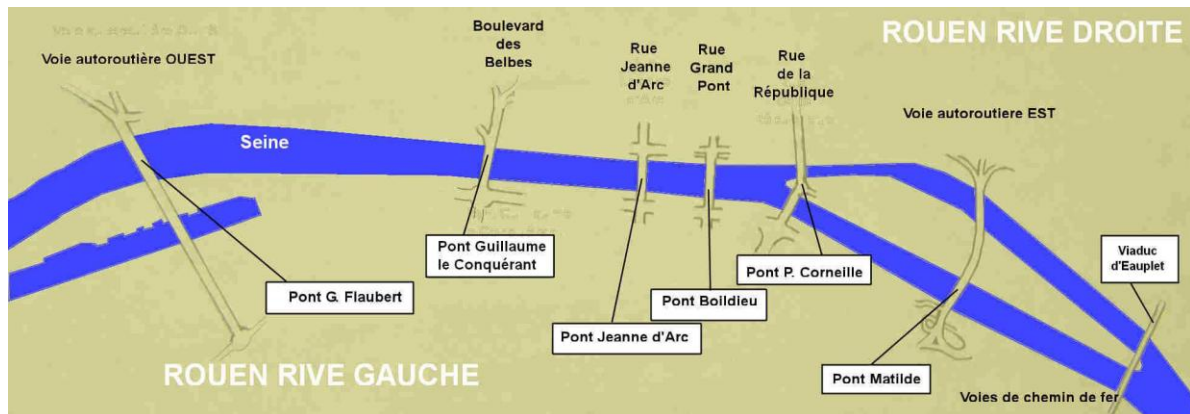 ROUEN RIVE DROITE
Voie autoroutière OUEST
Boulevard
des
Belbes
Rue
Jeanne
d'Arc
Rue
Grand
Pont
Rue
de la
République
Voie autoroutiere EST
Seine
Pont Guillaume
le Conquérant
Pont G. Flaubert
Pont P. Corneille
Pont Boildieu
Pont Jeanne d'Arc
Viaduc
d'Eauplet
Pont Matilde
ROUEN RIVE GAUCHE
Voies de chemin de fer